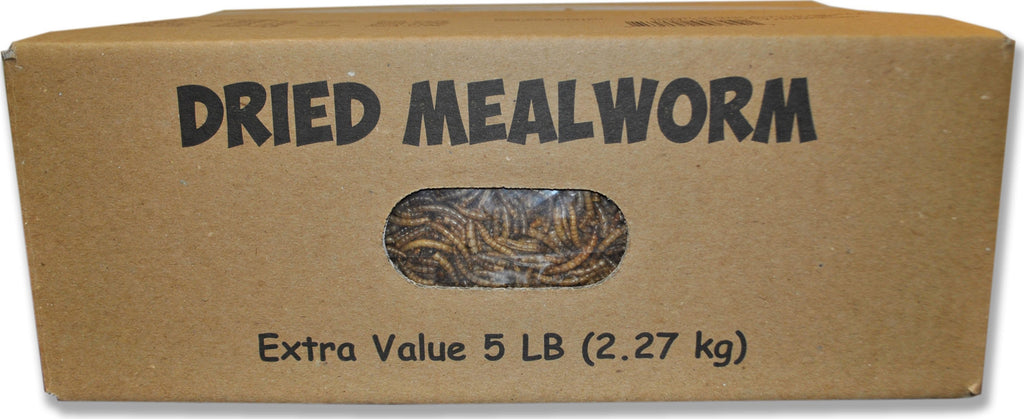 DRIED MEALWORM
Extra Value 5 LB (2.27 kg)